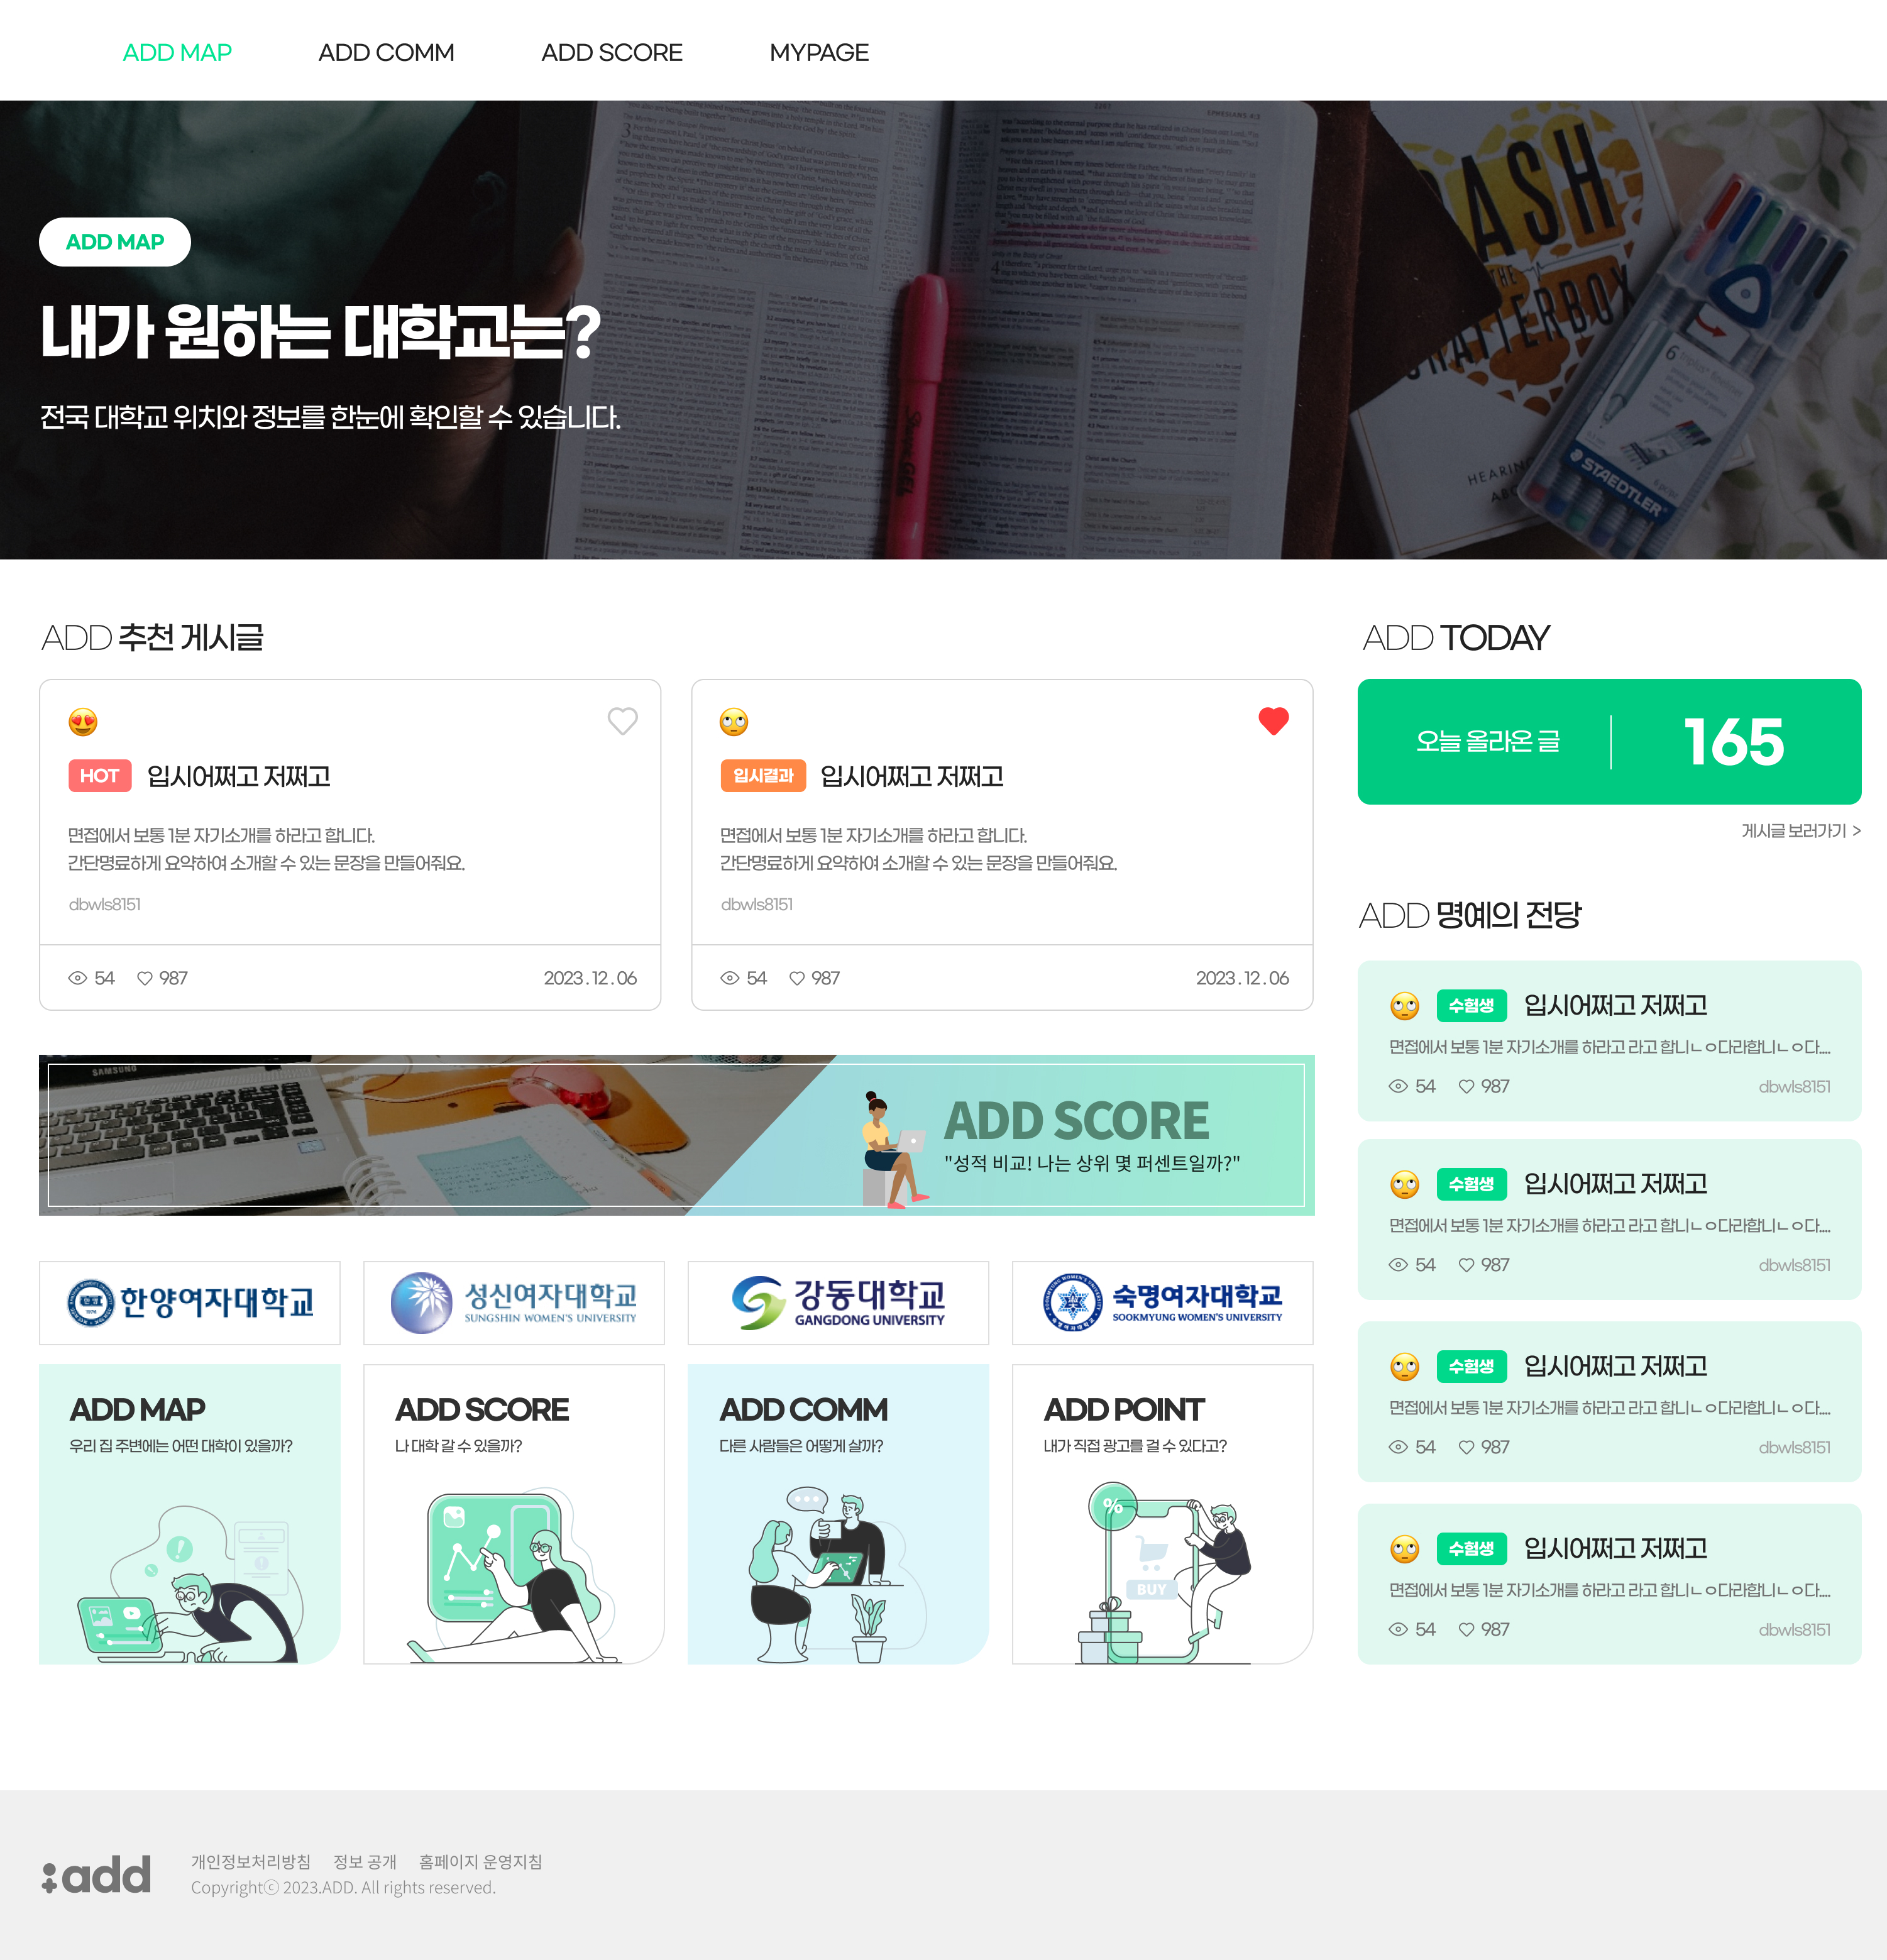 ADD MAP
ADD COMM
ADD SCORE
MYPAGE
ADD MAP
내가 원하는 대학교는?
전국 대학교 위치와 정보를 한눈에 확인할 수 있습니다.
EPHESIANS
ASH
THE
CHATTERBOX
STAEDTLER
ADD 추천 게시글
HOT 입시어쩌고 저쩌고
면접에서 보통 1분 자기소개를 하라고 합니다.
간단명료하게 요약하여 소개할 수 있는 문장을 만들어줘요.
dbwls8151
54 987 2023.12.06
입시결과 입시어쩌고 저쩌고
면접에서 보통 1분 자기소개를 하라고 합니다.
간단명료하게 요약하여 소개할 수 있는 문장을 만들어줘요.
dbwls8151
54 987 2023.12.06
SAMSUNG
ADD SCORE
"성적 비교! 나는 상위 몇 퍼센트일까?"
한양여자대학교
성신여자대학교
SUNGSHIN WOMEN'S UNIVERSITY
강동대학교
GANGDONG UNIVERSITY
숙명여자대학교
SOOKMYUNG WOMEN'S UNIVERSITY
ADD MAP
우리 집 주변에는 어떤 대학이 있을까?
ADD SCORE
나 대학 갈 수 있을까?
ADD COMM
다른 사람들은 어떻게 살까?
ADD POINT
내가 직접 광고를 걸 수 있다고?
%
BUY
ADD TODAY
오늘 올라온 글 165
게시글 보러가기 >
ADD 명예의 전당
수험생 입시어쩌고 저쩌고
면접에서 보통 1분 자기소개를 하라고 라고 합니ㄴㅇ다라합니ㄴㅇ다....
54 987 dbwls8151
수험생 입시어쩌고 저쩌고
면접에서 보통 1분 자기소개를 하라고 라고 합니ㄴㅇ다라합니ㄴㅇ다....
54 987 dbwls8151
수험생 입시어쩌고 저쩌고
면접에서 보통 1분 자기소개를 하라고 라고 합니ㄴㅇ다라합니ㄴㅇ다....
54 987 dbwls8151
수험생 입시어쩌고 저쩌고
면접에서 보통 1분 자기소개를 하라고 라고 합니ㄴㅇ다라합니ㄴㅇ다....
54 987 dbwls8151
add
개인정보처리방침 정보 공개 홈페이지 운영지침
Copyrightⓒ 2023.ADD. All rights reserved.